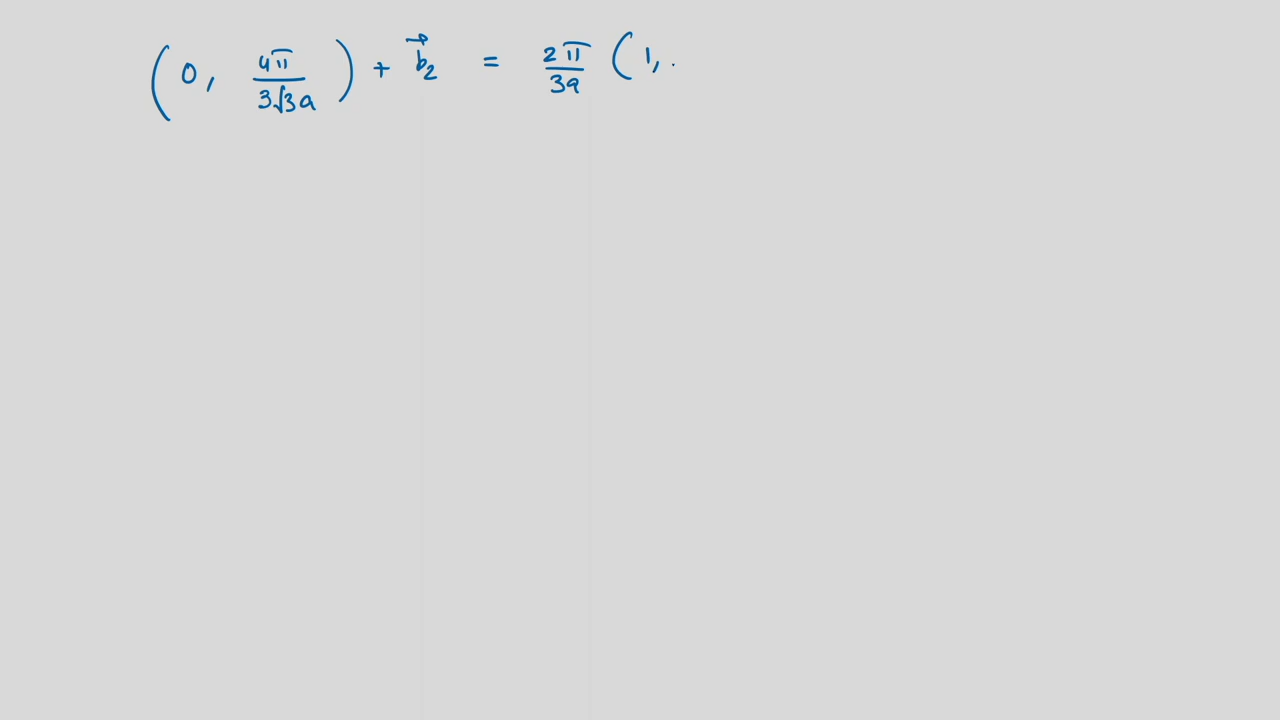 (0, 4π/3√3a) + b⃗₂ = 2π/3a (1, .